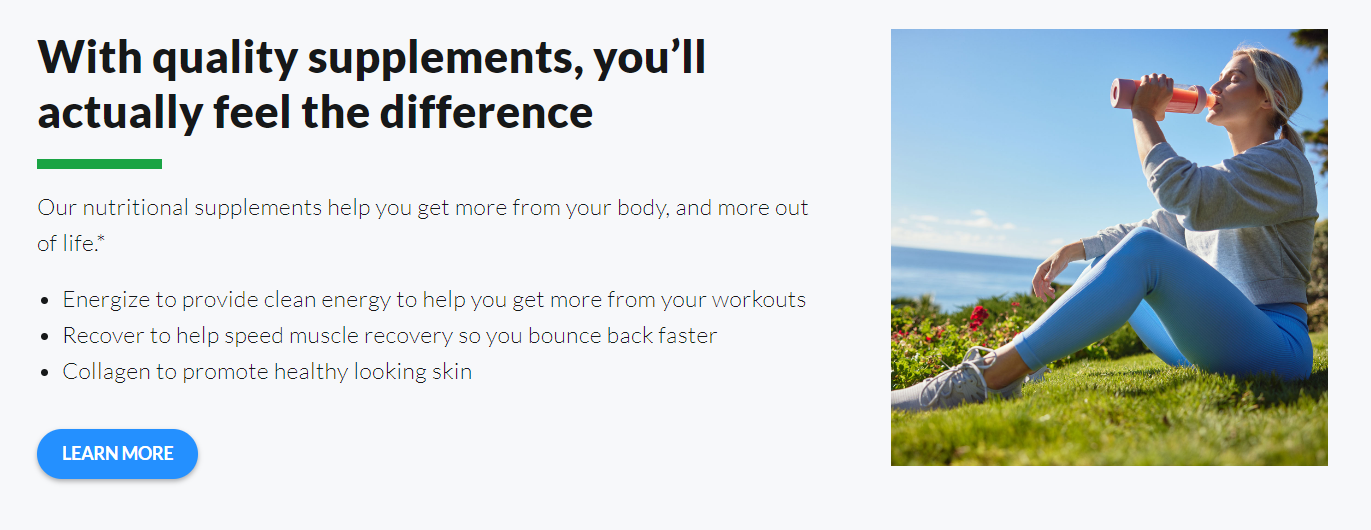 With quality supplements, you’ll
actually feel the difference
Our nutritional supplements help you get more from your body, and more out
of life.*
• Energize to provide clean energy to help you get more from your workouts
• Recover to help speed muscle recovery so you bounce back faster
• Collagen to promote healthy looking skin
LEARN MORE